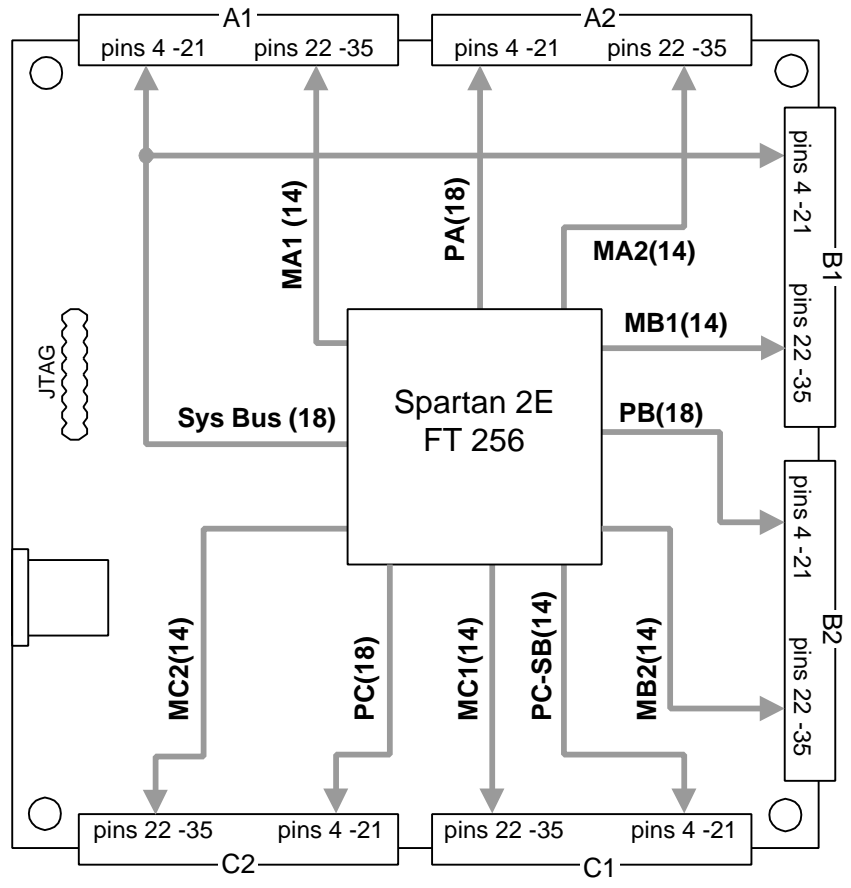 A1
A2
pins 4 -21
pins 22 -35
pins 4 -21
pins 22 -35
pins 4 -21
B1
pins 22 -35
MA1 (14)
PA(18)
MA2(14)
MB1(14)
JTAG
Spartan 2E
FT 256
Sys Bus (18)
PB(18)
pins 4 -21
B2
pins 22 -35
MC2(14)
PC(18)
MC1(14)
PC-SB(14)
MB2(14)
pins 22 -35
pins 4 -21
pins 22 -35
pins 4 -21
C2
C1